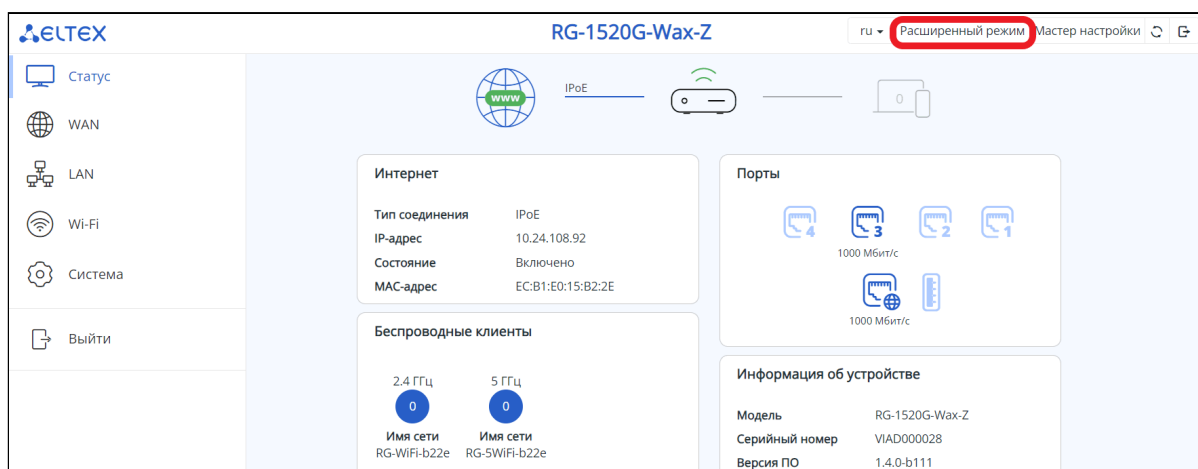 ELTEX
RG-1520G-Wax-Z
ru
Расширенный режим
Мастер настройки
Статус
WAN
LAN
Wi-Fi
Система
Выйти
www
IPoE
0
Интернет
Тип соединения IPoE
IP-адрес 10.24.108.92
Состояние Включено
MAC-адрес EC:B1:E0:15:B2:2E
Порты
4 3 2 1
1000 Мбит/с
1000 Мбит/с
Беспроводные клиенты
2.4 ГГц 5 ГГц
0 0
Имя сети Имя сети
RG-WiFi-b22e RG-5WiFi-b22e
Информация об устройстве
Модель RG-1520G-Wax-Z
Серийный номер VIAD000028
Версия ПО 1.4.0-b111